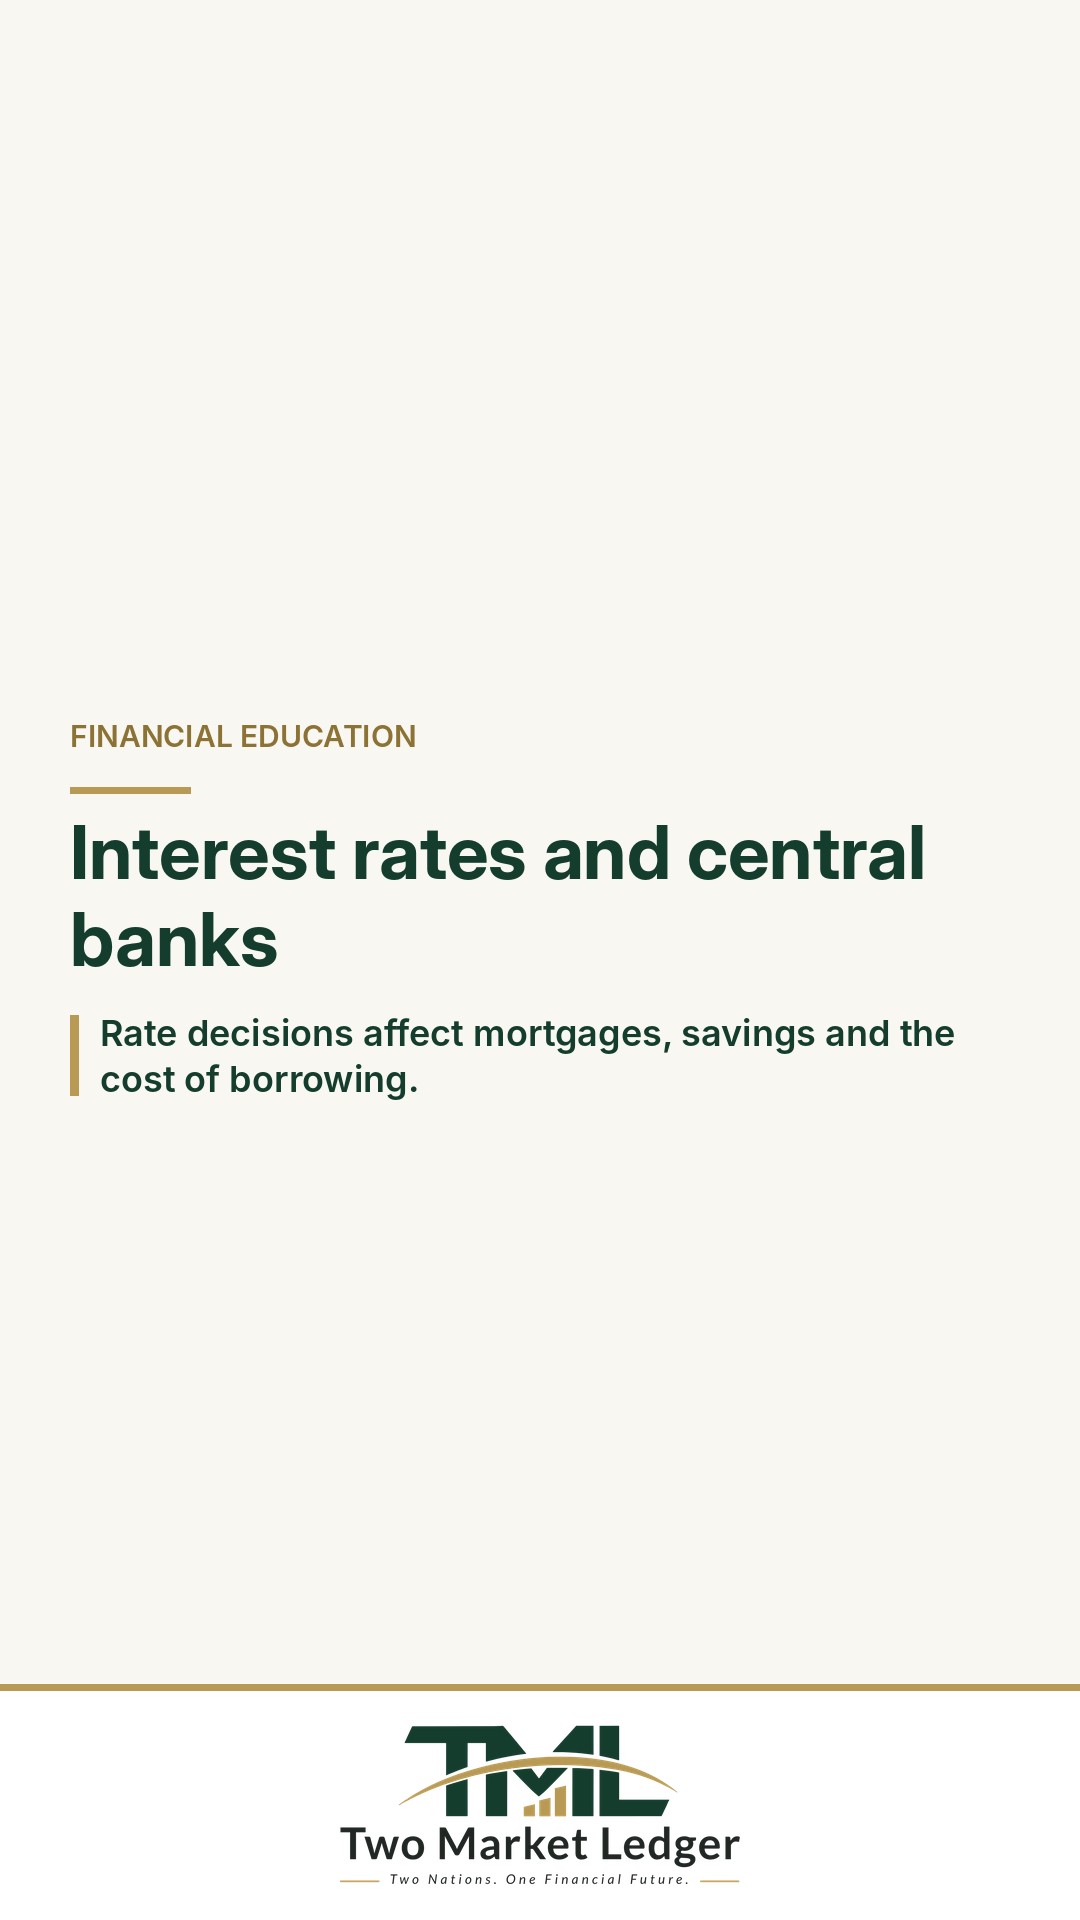 FINANCIAL EDUCATION
Interest rates and central
banks
Rate decisions affect mortgages, savings and the
cost of borrowing.
TML
Two Market Ledger
Two Nations. One Financial Future.